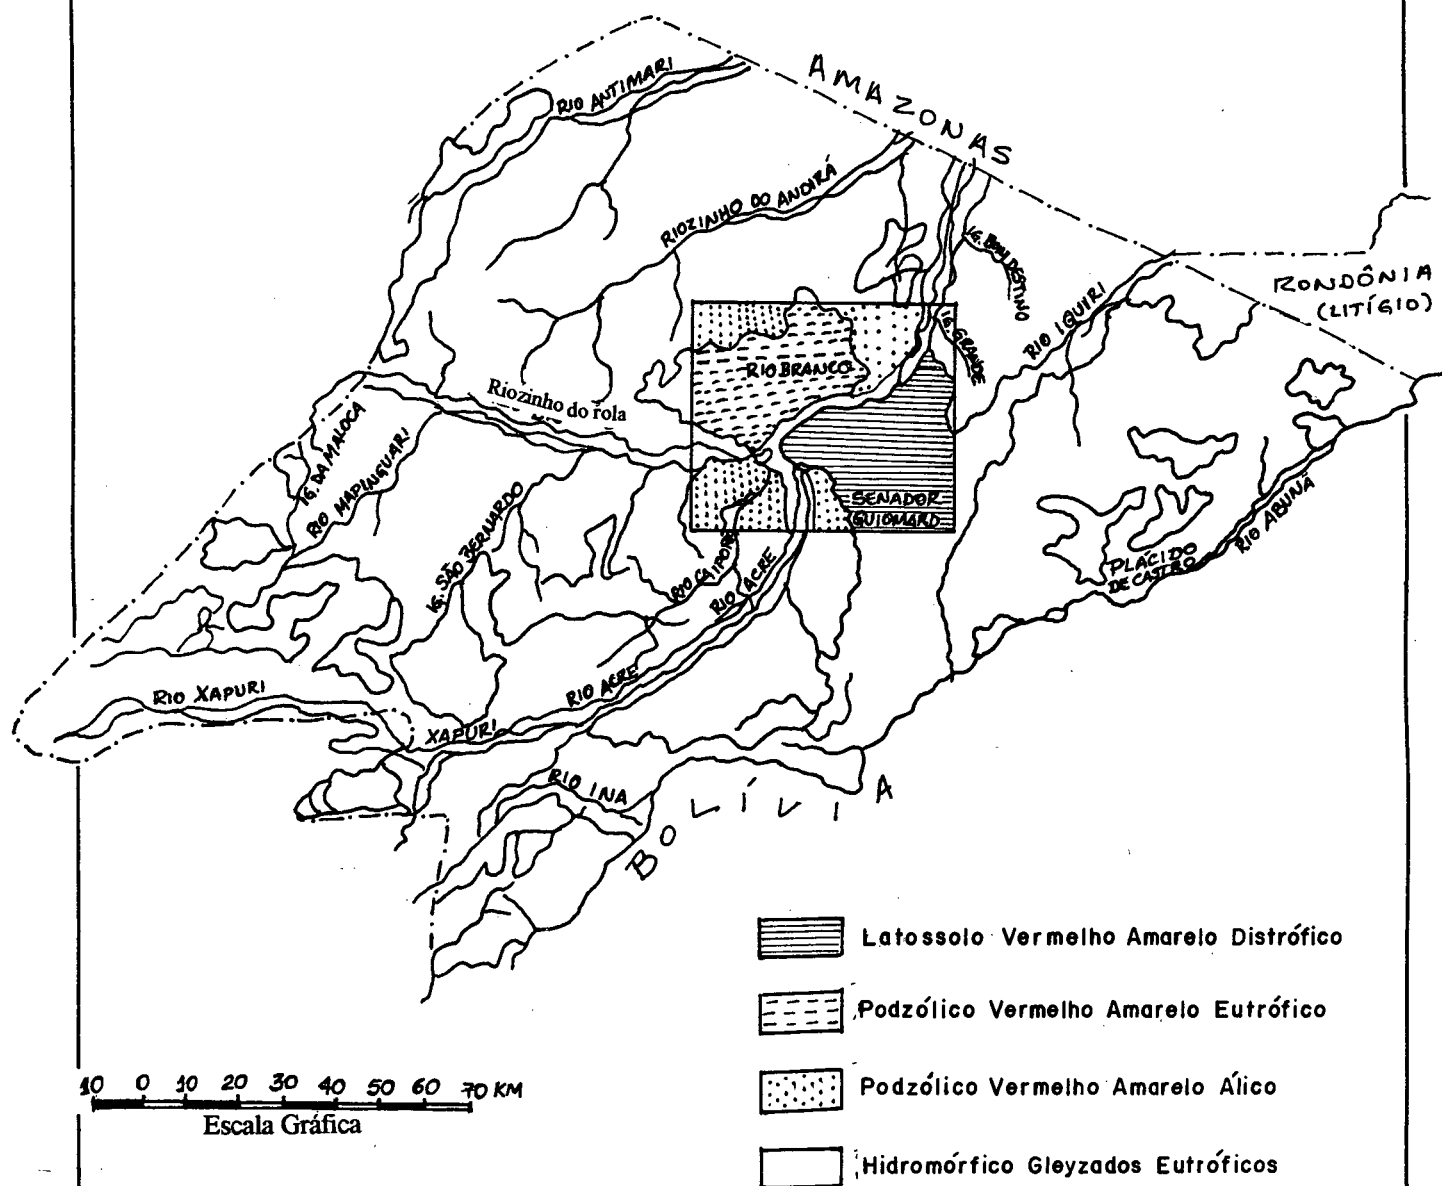 AMAZONAS
RIO ANTIMARI
RIOZINHO DO ANDIRÁ
IG. BOM DESTINO
RONDÔNIA
(LITÍGIO)
RIO IQUIRI
IG. GRANDE
RIO BRANCO
Riozinho do rola
IG. DA MALOCA
RIO MAPINGUARI
IG. SÃO BERNARDO
SENADOR
GUIOMARD
RIO CAIPORÉ
RIO ACRE
PLÁCIDO
DE CASTRO
RIO ABUNÃ
RIO XAPURI
RIO ACRE
XAPURI
RIO INA
BOLÍVIA
Latossolo Vermelho Amarelo Distrófico
Podzólico Vermelho Amarelo Eutrófico
Podzólico Vermelho Amarelo Álico
Hidromórfico Gleyzados Eutróficos
10 0 10 20 30 40 50 60 70 KM
Escala Gráfica